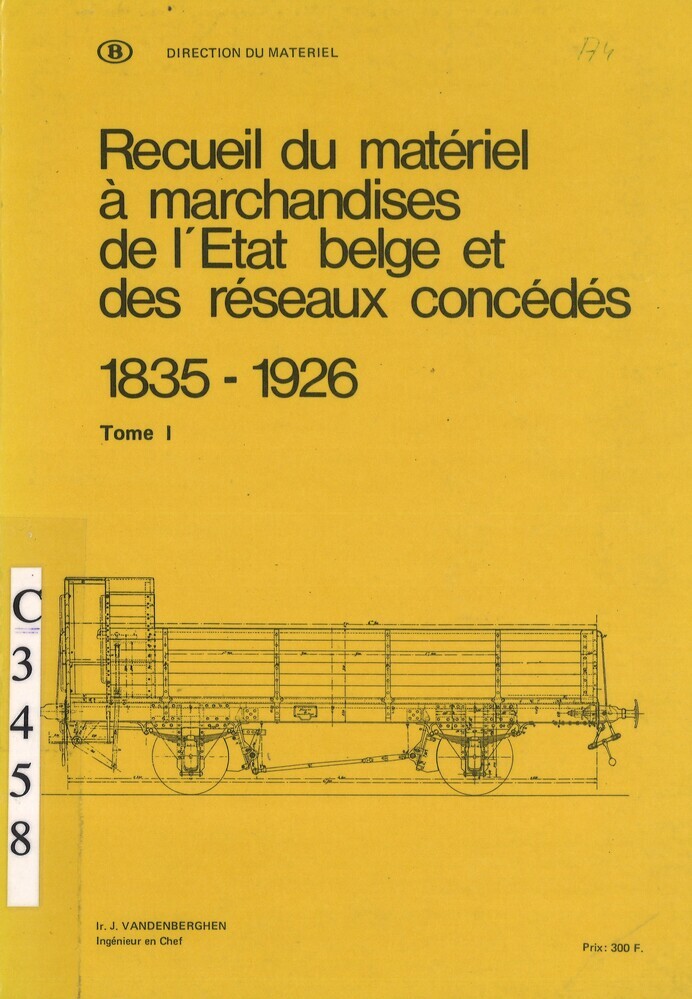 B DIRECTION DU MATERIEL
Recueil du matériel
à marchandises
de l'Etat belge et
des réseaux concédés
1835 - 1926
Tome I
C
3
4
5
8
Ir. J. VANDENBERGHEN
Ingénieur en Chef
Prix: 300 F.